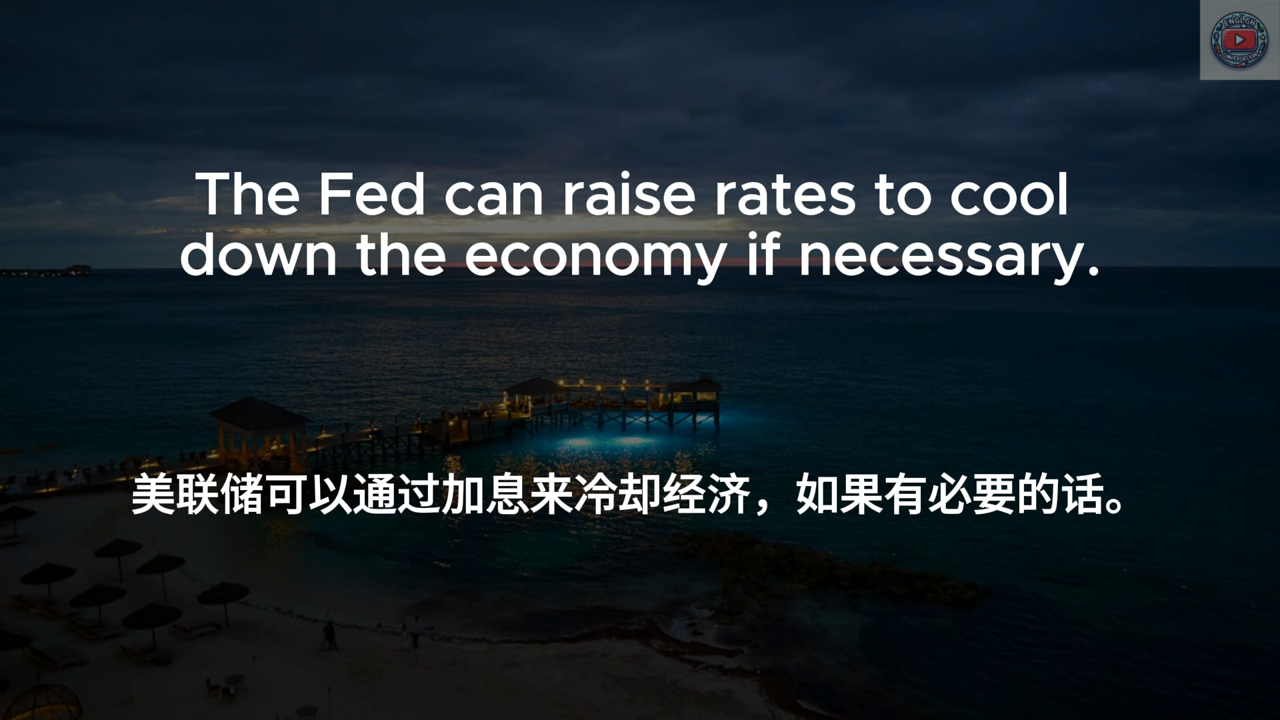 The Fed can raise rates to cool
down the economy if necessary.
美联储可以通过加息来冷却经济，如果有必要的话。